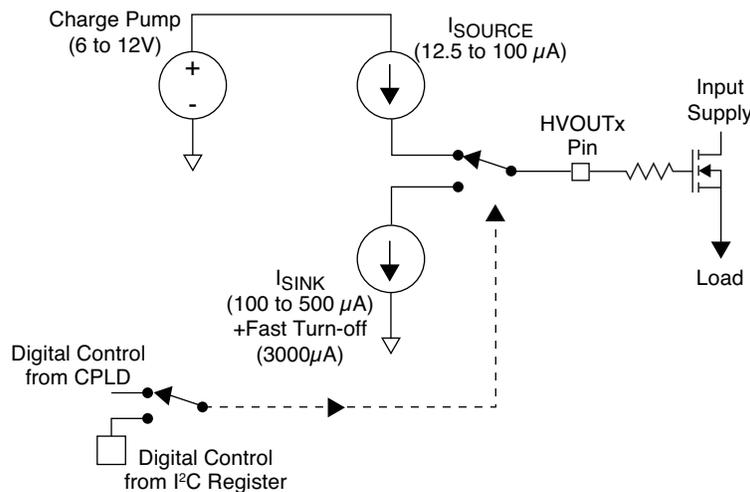 Charge Pump
(6 to 12V)
+
-
ISOURCE
(12.5 to 100 µA)
Input
Supply
HVOUTx
Pin
Load
ISINK
(100 to 500 µA)
+Fast Turn-off
(3000µA)
Digital Control
from CPLD
Digital Control
from I²C Register